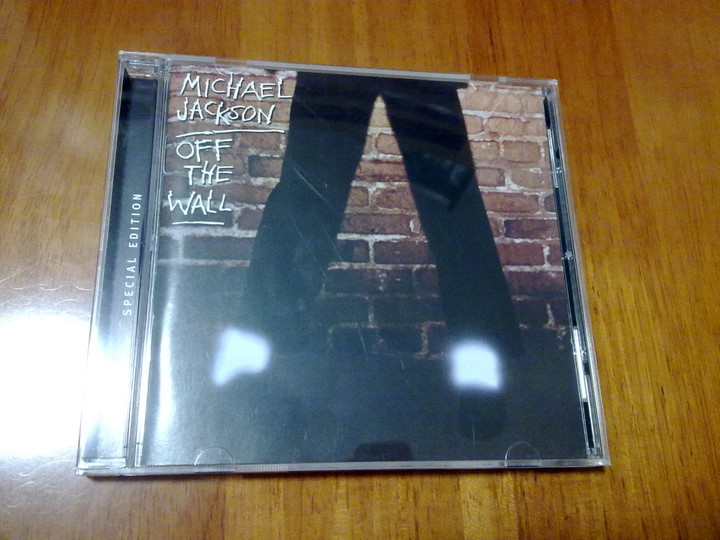 MICHAEL
JACKSON
OFF
THE
WALL
SPECIAL EDITION